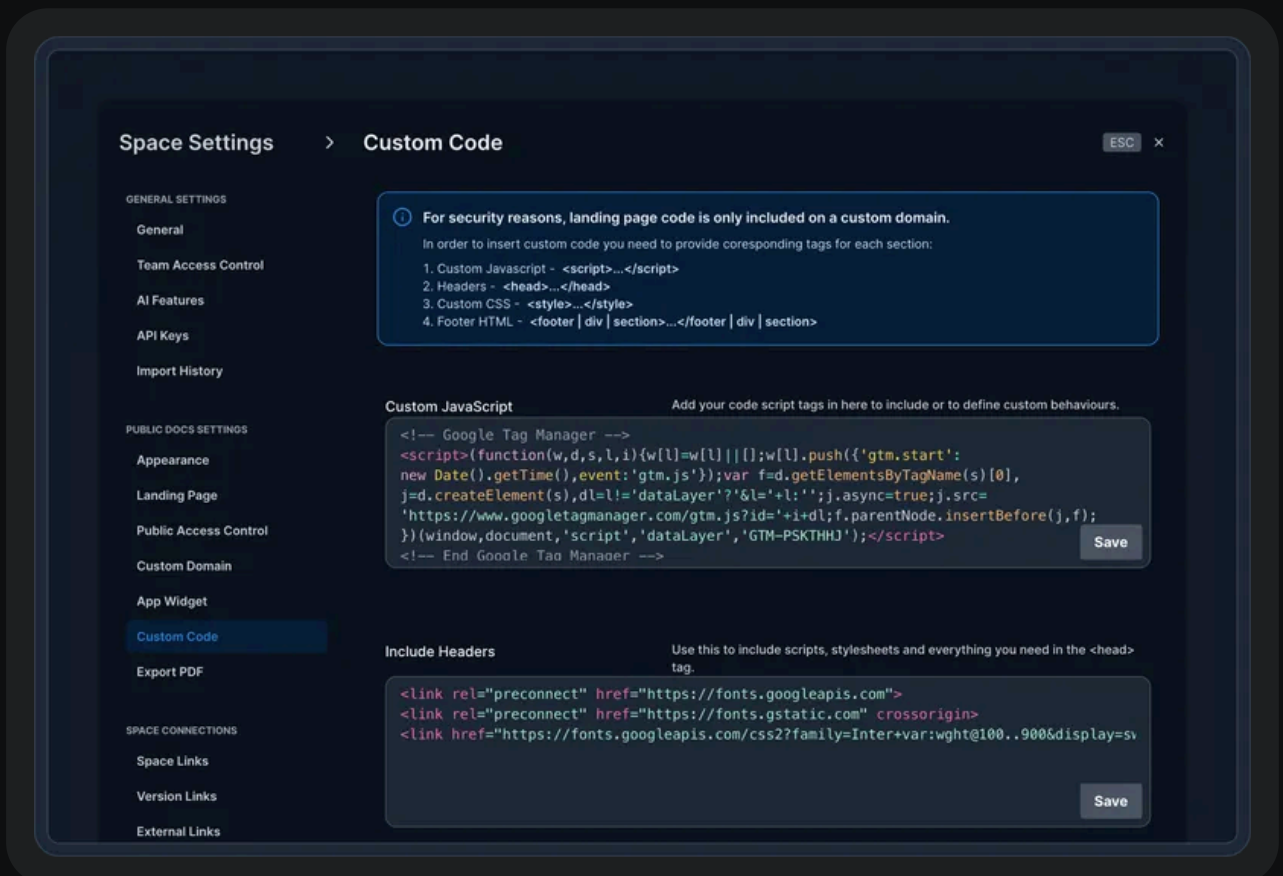 Space Settings > Custom Code
ESC ×
GENERAL SETTINGS
General
Team Access Control
AI Features
API Keys
Import History
PUBLIC DOCS SETTINGS
Appearance
Landing Page
Public Access Control
Custom Domain
App Widget
Custom Code
Export PDF
SPACE CONNECTIONS
Space Links
Version Links
External Links
For security reasons, landing page code is only included on a custom domain.
In order to insert custom code you need to provide coresponding tags for each section:
1. Custom Javascript - <script>...</script>
2. Headers - <head>...</head>
3. Custom CSS - <style>...</style>
4. Footer HTML - <footer | div | section>...</footer | div | section>
Custom JavaScript
Add your code script tags in here to include or to define custom behaviours.
<!-- Google Tag Manager -->
<script>(function(w,d,s,l,i){w[l]=w[l]||[];w[l].push({'gtm.start':
new Date().getTime(),event:'gtm.js'});var f=d.getElementsByTagName(s)[0],
j=d.createElement(s),dl=l!='dataLayer'?'&l='+l:'';j.async=true;j.src=
'https://www.googletagmanager.com/gtm.js?id='+i+dl;f.parentNode.insertBefore(j,f);
})(window,document,'script','dataLayer','GTM-PSKTHHJ');</script>
<!-- End Google Tag Manager -->
Save
Include Headers
Use this to include scripts, stylesheets and everything you need in the <head>
tag.
<link rel="preconnect" href="https://fonts.googleapis.com">
<link rel="preconnect" href="https://fonts.gstatic.com" crossorigin>
<link href="https://fonts.googleapis.com/css2?family=Inter+var:wght@100..900&display=sw
Save